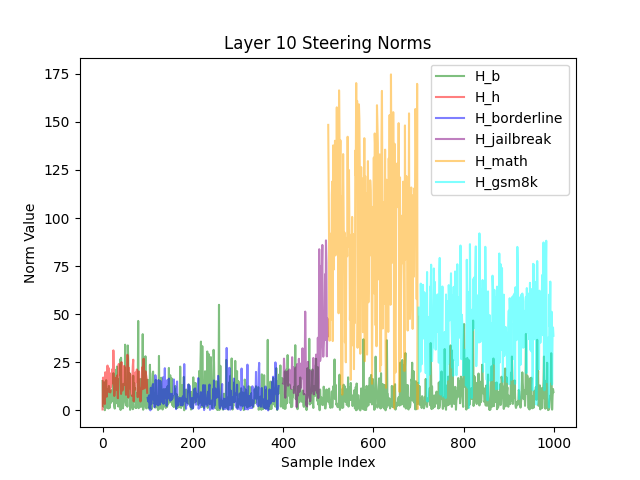 Layer 10 Steering Norms
Norm Value
175
150
125
100
75
50
25
0
0
200
400
600
800
1000
Sample Index
H_b
H_h
H_borderline
H_jailbreak
H_math
H_gsm8k